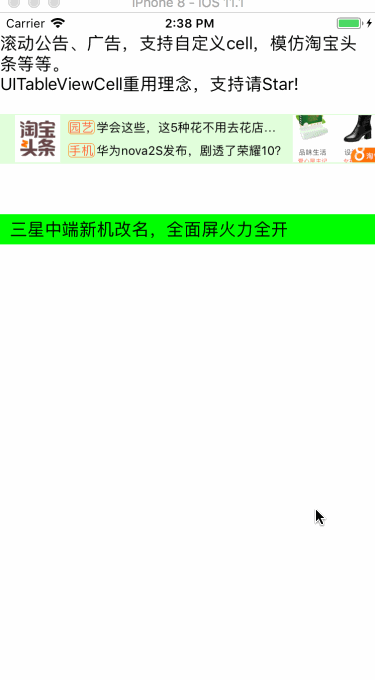 iPhone 8 - iOS 11.1
Carrier 2:38 PM
滚动公告、广告，支持自定义cell，模仿淘宝头
条等等。
UITableViewCell重用理念，支持请Star!
淘宝
头条
园艺 学会这些，这5种花不用去花店...
手机 华为nova2S发布，剧透了荣耀10?
品味生活
三星中端新机改名，全面屏火力全开